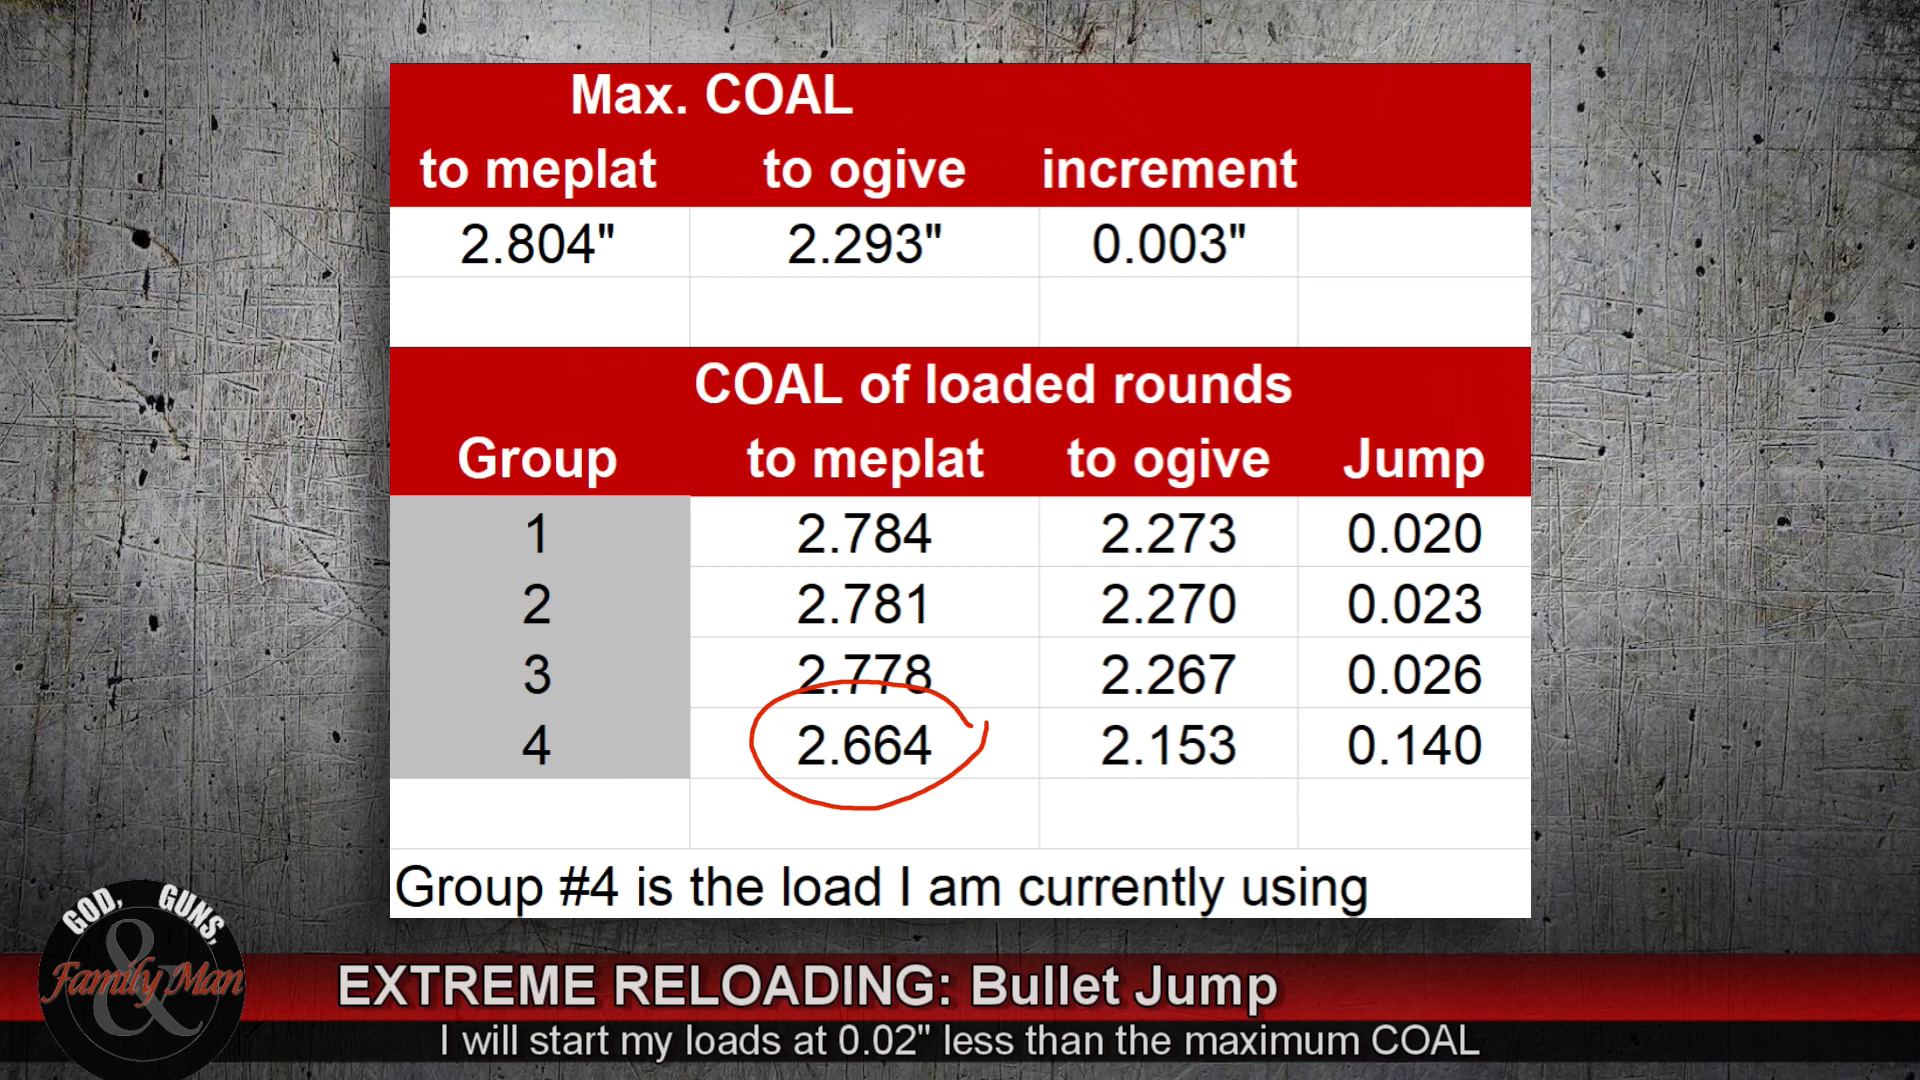 Max. COAL
to meplat to ogive increment
2.804" 2.293" 0.003"
COAL of loaded rounds
Group to meplat to ogive Jump
1 2.784 2.273 0.020
2 2.781 2.270 0.023
3 2.778 2.267 0.026
4 2.664 2.153 0.140
Group #4 is the load I am currently using
GOD, GUNS,
&
Family Man
EXTREME RELOADING: Bullet Jump
I will start my loads at 0.02" less than the maximum COAL